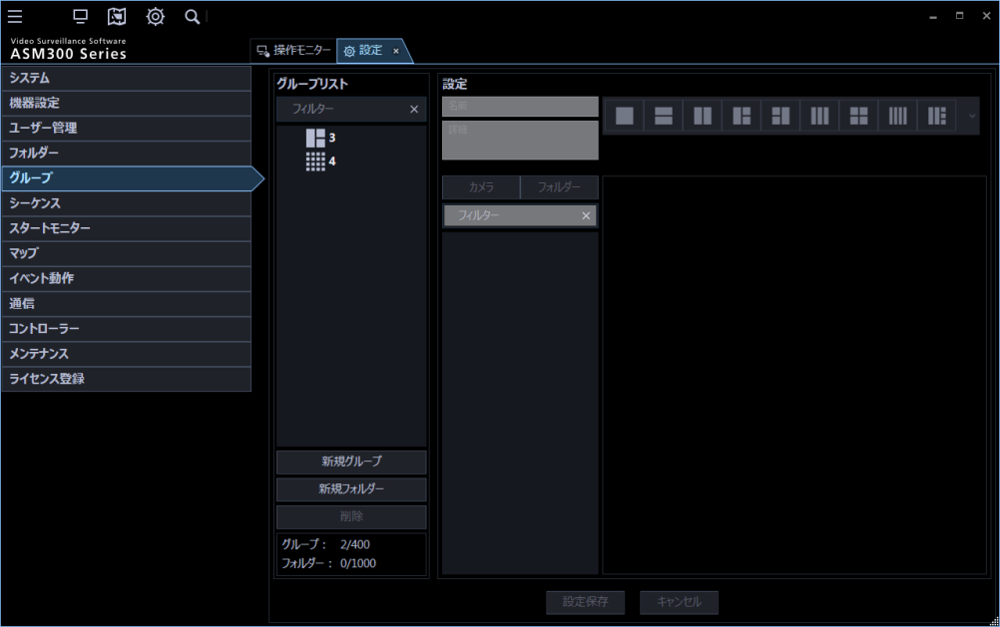 Video Surveillance Software
ASM300 Series
操作モニター
設定
システム
機器設定
ユーザー管理
フォルダー
グループ
シーケンス
スタートモニター
マップ
イベント動作
通信
コントローラー
メンテナンス
ライセンス登録
グループリスト
フィルター
3
4
新規グループ
新規フォルダー
削除
グループ： 2/400
フォルダー： 0/1000
設定
名前
詳細
カメラ
フォルダー
フィルター
設定保存
キャンセル